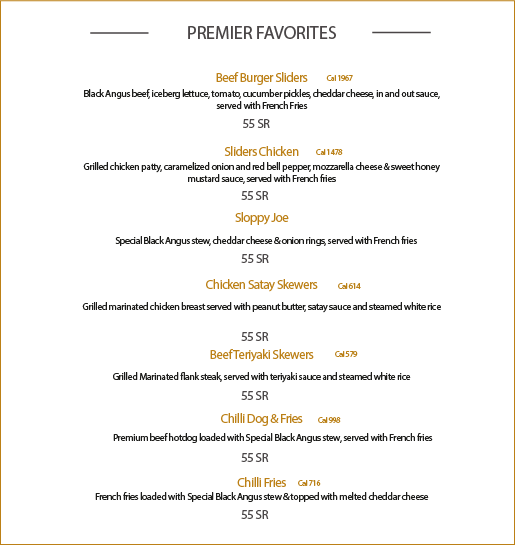 PREMIER FAVORITES
Beef Burger Sliders Cal 1967
Black Angus beef, iceberg lettuce, tomato, cucumber pickles, cheddar cheese, in and out sauce,
served with French Fries
55 SR
Sliders Chicken Cal 1478
Grilled chicken patty, caramelized onion and red bell pepper, mozzarella cheese & sweet honey
mustard sauce, served with French fries
55 SR
Sloppy Joe
Special Black Angus stew, cheddar cheese & onion rings, served with French fries
55 SR
Chicken Satay Skewers Cal 614
Grilled marinated chicken breast served with peanut butter, satay sauce and steamed white rice
55 SR
Beef Teriyaki Skewers Cal 579
Grilled Marinated flank steak, served with teriyaki sauce and steamed white rice
55 SR
Chilli Dog & Fries Cal 998
Premium beef hotdog loaded with Special Black Angus stew, served with French fries
55 SR
Chilli Fries Cal 716
French fries loaded with Special Black Angus stew & topped with melted cheddar cheese
55 SR